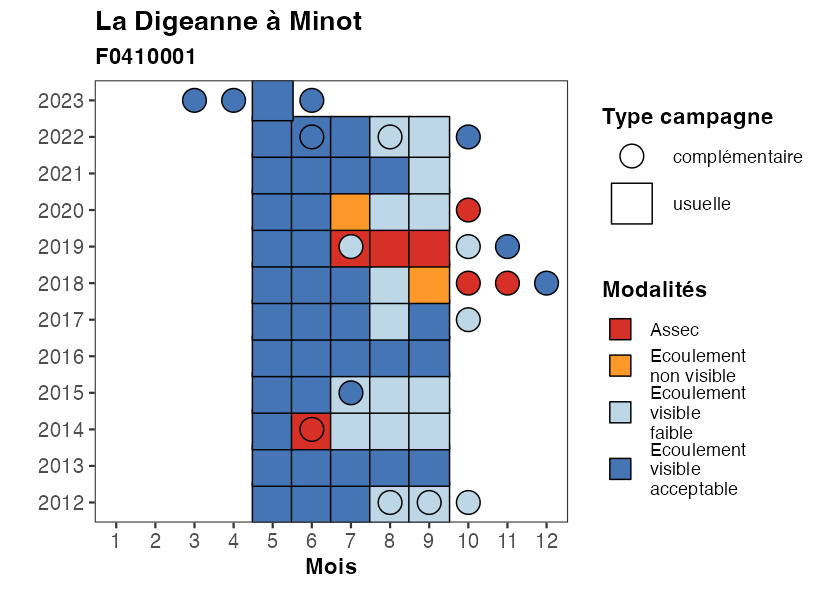 La Digeanne à Minot
F0410001
2023
2022
2021
2020
2019
2018
2017
2016
2015
2014
2013
2012
1 2 3 4 5 6 7 8 9 10 11 12
Mois
Type campagne
complémentaire
usuelle
Modalités
Assec
Ecoulement
non visible
Ecoulement
visible
faible
Ecoulement
visible
acceptable